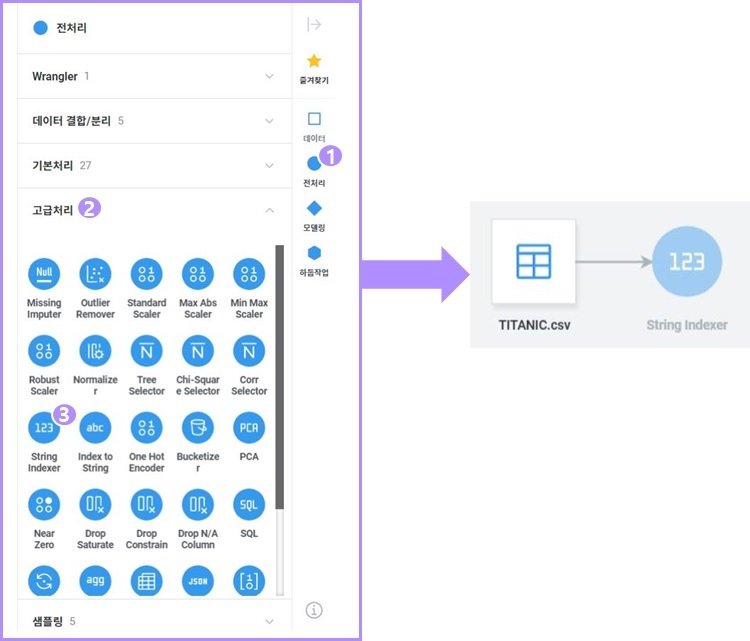 전처리
Wrangler 1
데이터 결합/분리 5
기본처리 27
고급처리 2
Null
Missing
Imputer
Outlier
Remover
Standard
Scaler
Max Abs
Scaler
Min Max
Scaler
Robust
Scaler
Normalize
r
N
Tree
Selector
N
Chi-Squar
e Selector
N
Corr
Selector
123
3
String
Indexer
abc
Index to
String
One Hot
Encoder
Bucketize
r
PCA
PCA
Near
Zero
Drop
Saturate
Drop
Constrain
Drop N/A
Column
SQL
SQL
agg
JSON
샘플링 5
즐겨찾기
데이터
1
전처리
모델링
하둡작업
TITANIC.csv
123
String Indexer